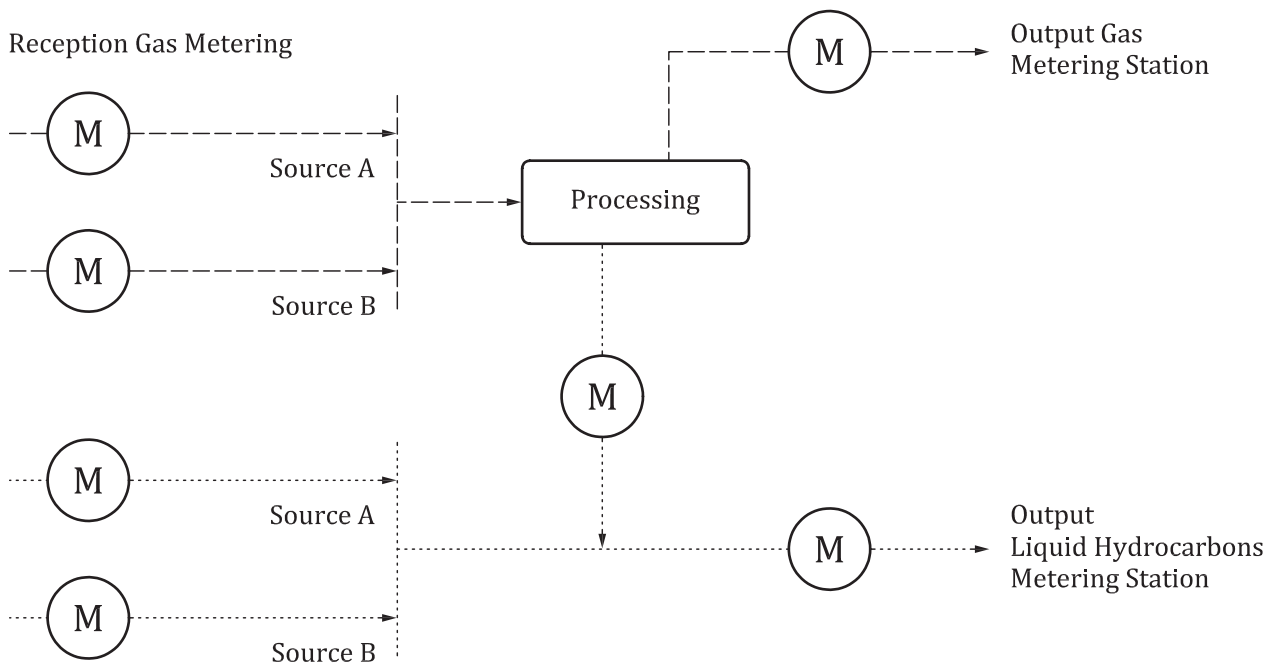 Reception Gas Metering
M
Output Gas
Metering Station
M
Source A
Processing
M
Source B
M
M
Source A
M
Output
Liquid Hydrocarbons
Metering Station
M
Source B